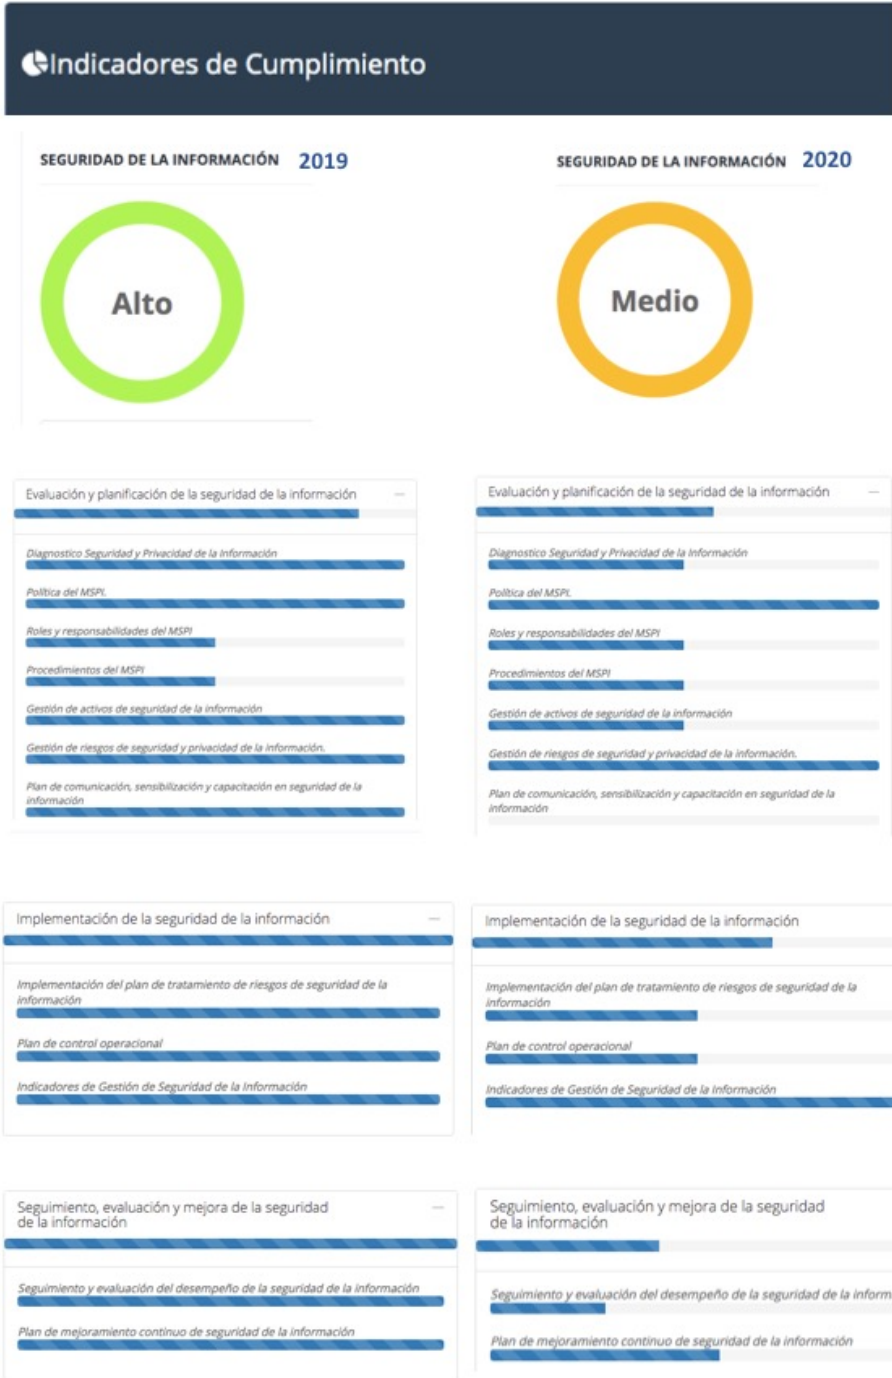 Indicadores de Cumplimiento
SEGURIDAD DE LA INFORMACIÓN 2019
Alto
SEGURIDAD DE LA INFORMACIÓN 2020
Medio
Evaluación y planificación de la seguridad de la información
Diagnostico Seguridad y Privacidad de la Información
Política del MSPI.
Roles y responsabilidades del MSPI
Procedimientos del MSPI
Gestión de activos de seguridad de la información
Gestión de riesgos de seguridad y privacidad de la información.
Plan de comunicación, sensibilización y capacitación en seguridad de la
información
Evaluación y planificación de la seguridad de la información
Diagnostico Seguridad y Privacidad de la Información
Política del MSPI.
Roles y responsabilidades del MSPI
Procedimientos del MSPI
Gestión de activos de seguridad de la información
Gestión de riesgos de seguridad y privacidad de la información.
Plan de comunicación, sensibilización y capacitación en seguridad de la
información
Implementación de la seguridad de la información
Implementación del plan de tratamiento de riesgos de seguridad de la
información
Plan de control operacional
Indicadores de Gestión de Seguridad de la Información
Implementación de la seguridad de la información
Implementación del plan de tratamiento de riesgos de seguridad de la
información
Plan de control operacional
Indicadores de Gestión de Seguridad de la Información
Seguimiento, evaluación y mejora de la seguridad
de la información
Seguimiento y evaluación del desempeño de la seguridad de la información
Plan de mejoramiento continuo de seguridad de la información
Seguimiento, evaluación y mejora de la seguridad
de la información
Seguimiento y evaluación del desempeño de la seguridad de la inform
Plan de mejoramiento continuo de seguridad de la información